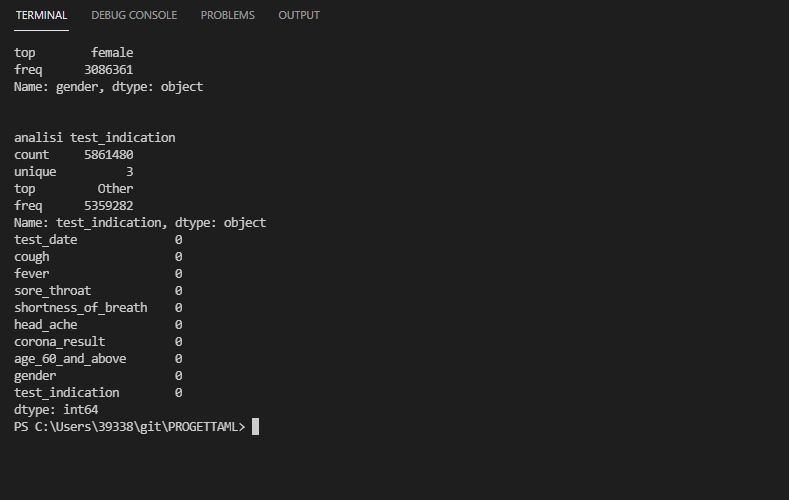 TERMINAL DEBUG CONSOLE PROBLEMS OUTPUT
top female
freq 3086361
Name: gender, dtype: object
analisi test_indication
count 5861480
unique 3
top Other
freq 5359282
Name: test_indication, dtype: object
test_date 0
cough 0
fever 0
sore_throat 0
shortness_of_breath 0
head_ache 0
corona_result 0
age_60_and_above 0
gender 0
test_indication 0
dtype: int64
PS C:\Users\39338\git\PROGETTAML>